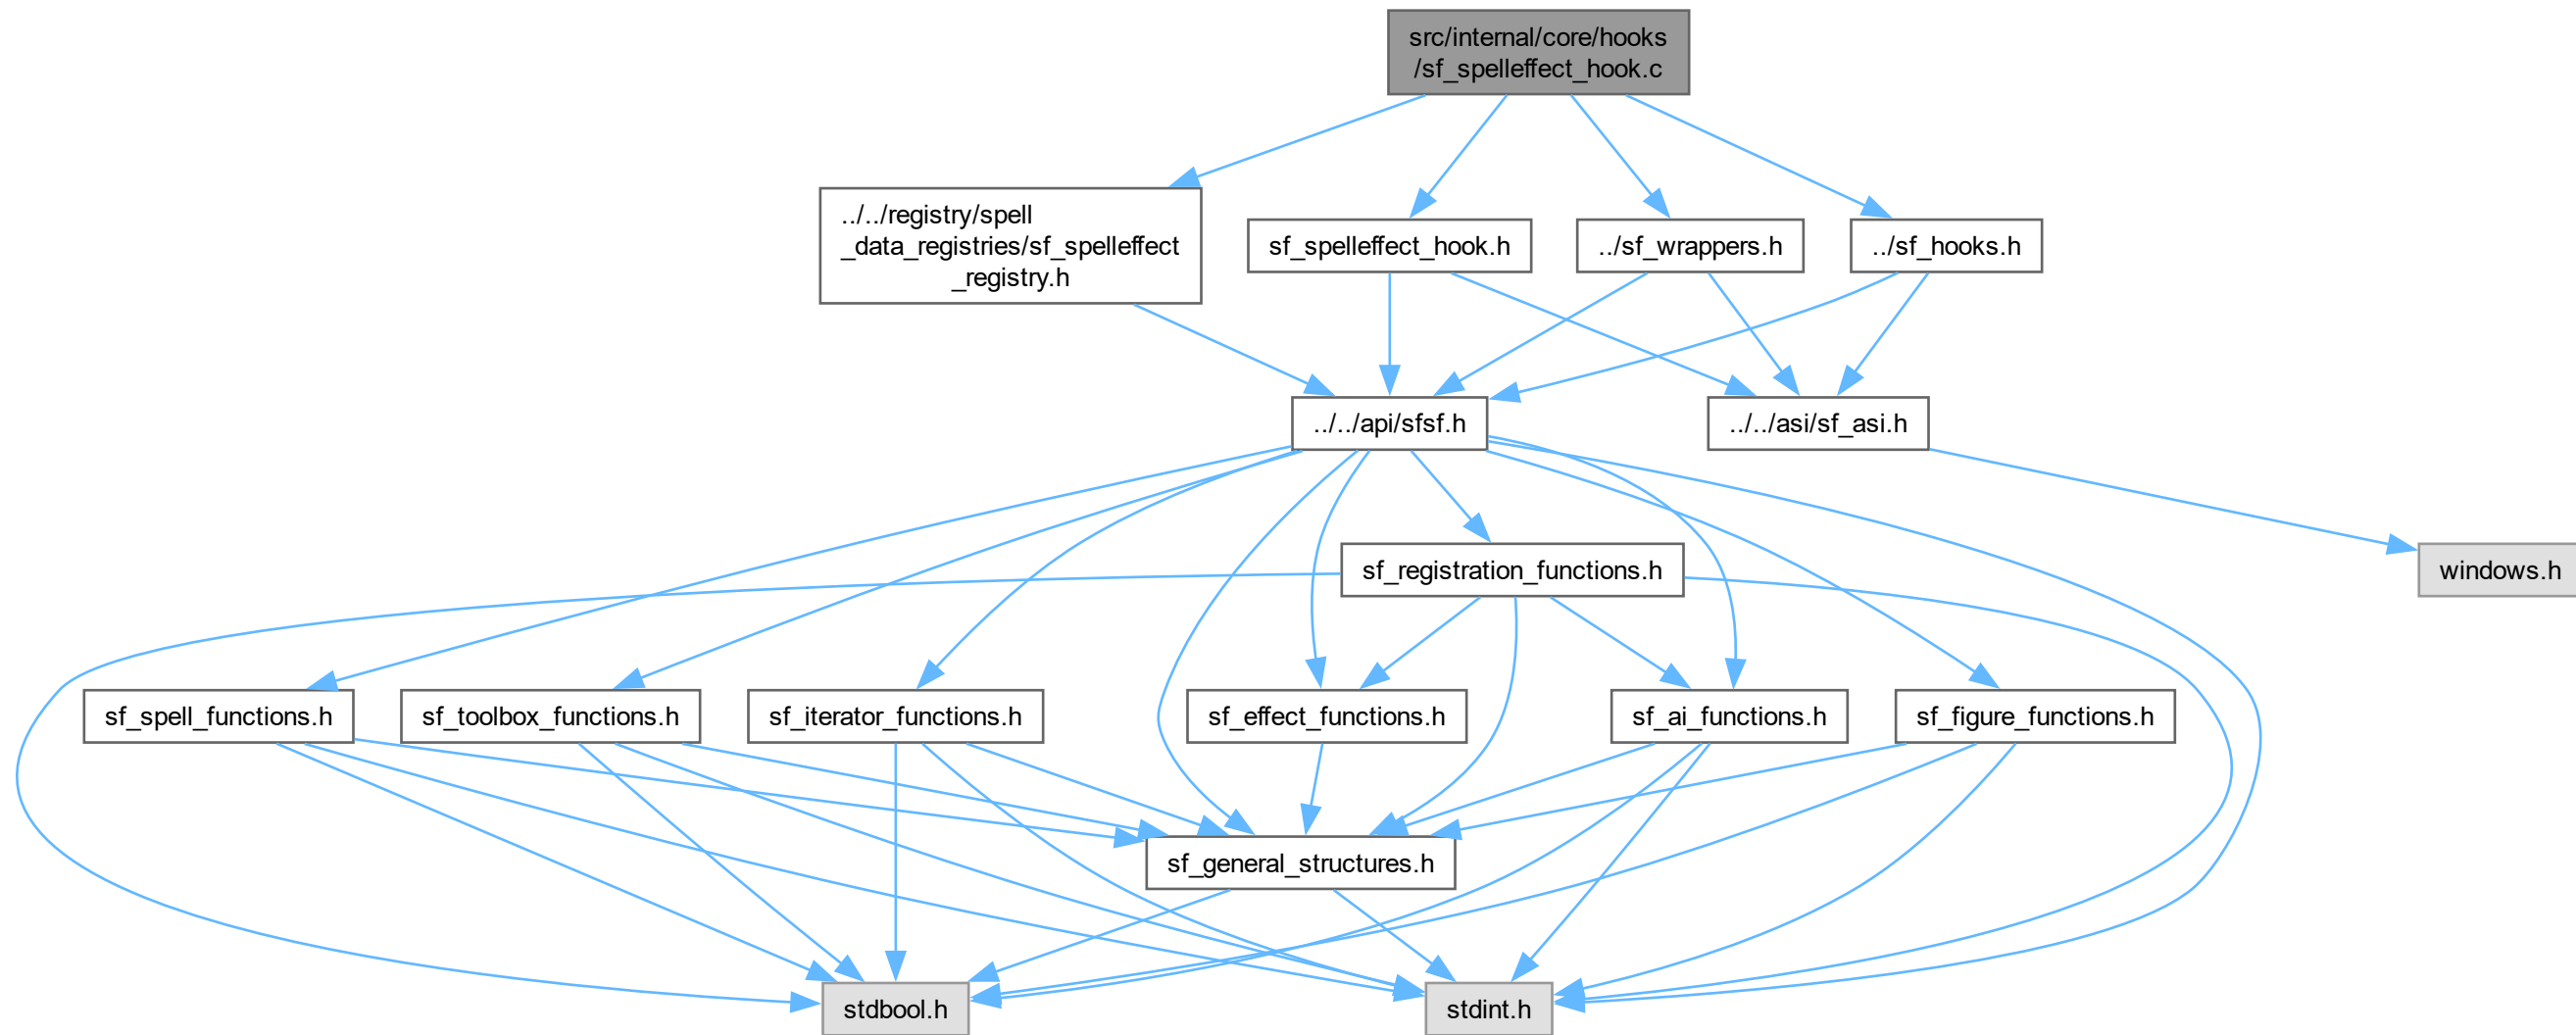 src/internal/core/hooks
/sf_spelleffect_hook.c
../../registry/spell
_data_registries/sf_spelleffect
_registry.h
sf_spelleffect_hook.h
../sf_wrappers.h
../sf_hooks.h
../../api/sfsf.h
../../asi/sf_asi.h
sf_registration_functions.h
windows.h
sf_spell_functions.h
sf_toolbox_functions.h
sf_iterator_functions.h
sf_effect_functions.h
sf_ai_functions.h
sf_figure_functions.h
sf_general_structures.h
stdbool.h
stdint.h